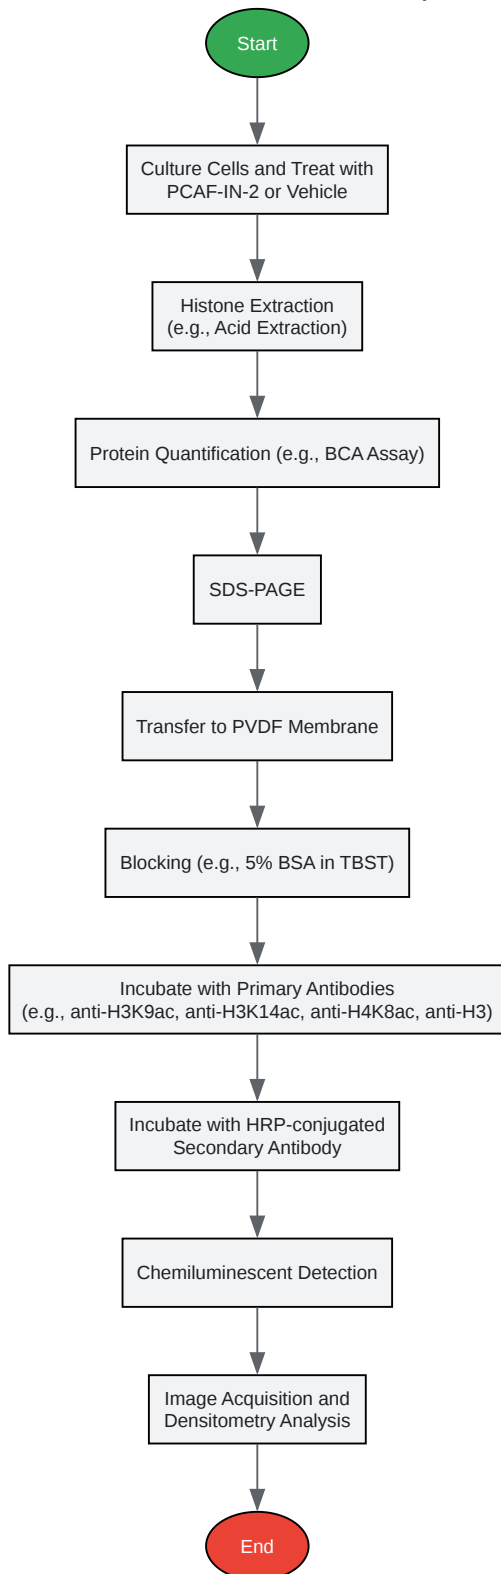 Start
Culture Cells and Treat with
PCAF-IN-2 or Vehicle
Histone Extraction
(e.g., Acid Extraction)
Protein Quantification (e.g., BCA Assay)
SDS-PAGE
Transfer to PVDF Membrane
Blocking (e.g., 5% BSA in TBST)
Incubate with Primary Antibodies
(e.g., anti-H3K9ac, anti-H3K14ac, anti-H4K8ac, anti-H3)
Incubate with HRP-conjugated
Secondary Antibody
Chemiluminescent Detection
Image Acquisition and
Densitometry Analysis
End